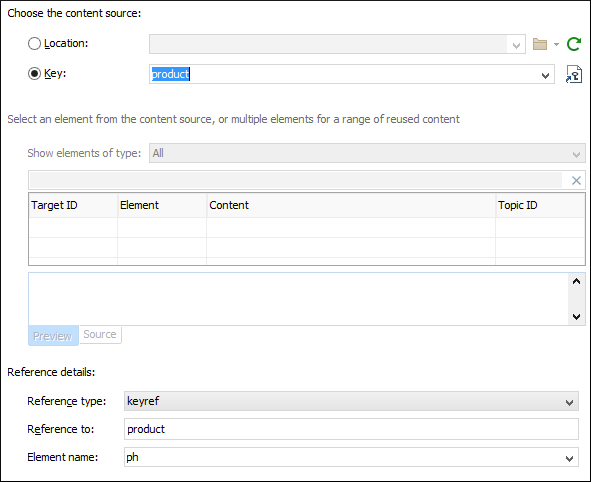 Choose the content source:
Location:
Key: product
Select an element from the content source, or multiple elements for a range of reused content
Show elements of type: All
Target ID Element Content Topic ID
Preview Source
Reference details:
Reference type: keyref
Reference to: product
Element name: ph